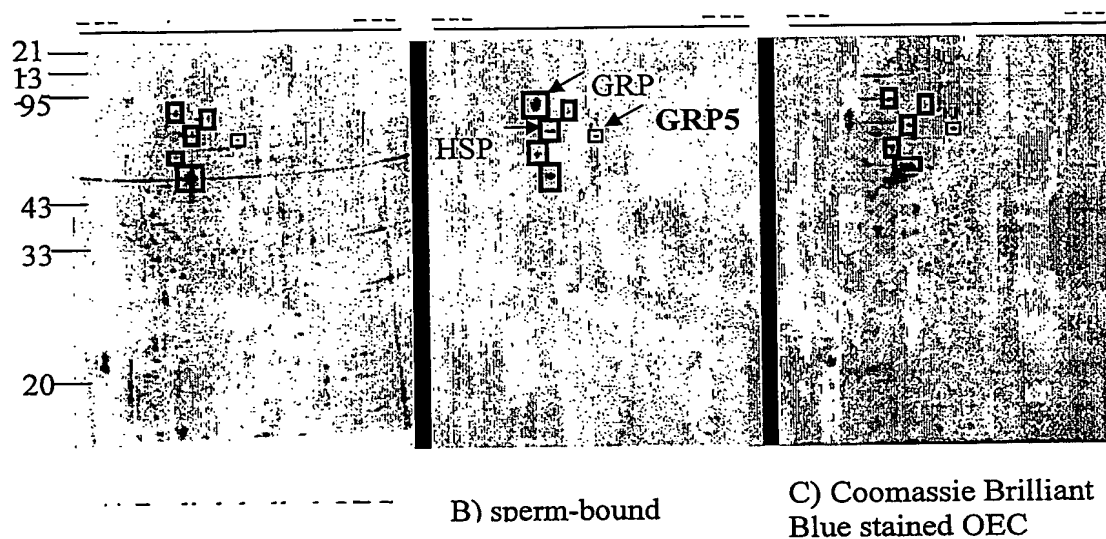 21
13
95
43
33
20
GRP
GRP5
HSP
B) sperm-bound
C) Coomassie Brilliant
Blue stained OEC